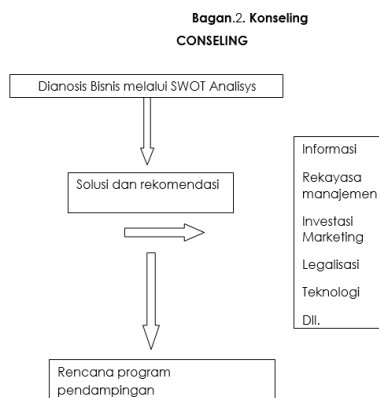 Bagan.2. Konseling
CONSELING
Dianosis Bisnis melalui SWOT Analisys
Solusi dan rekomendasi
Informasi
Rekayasa
manajemen
Investasi
Marketing
Legalisasi
Teknologi
Dll.
Rencana program
pendampingan